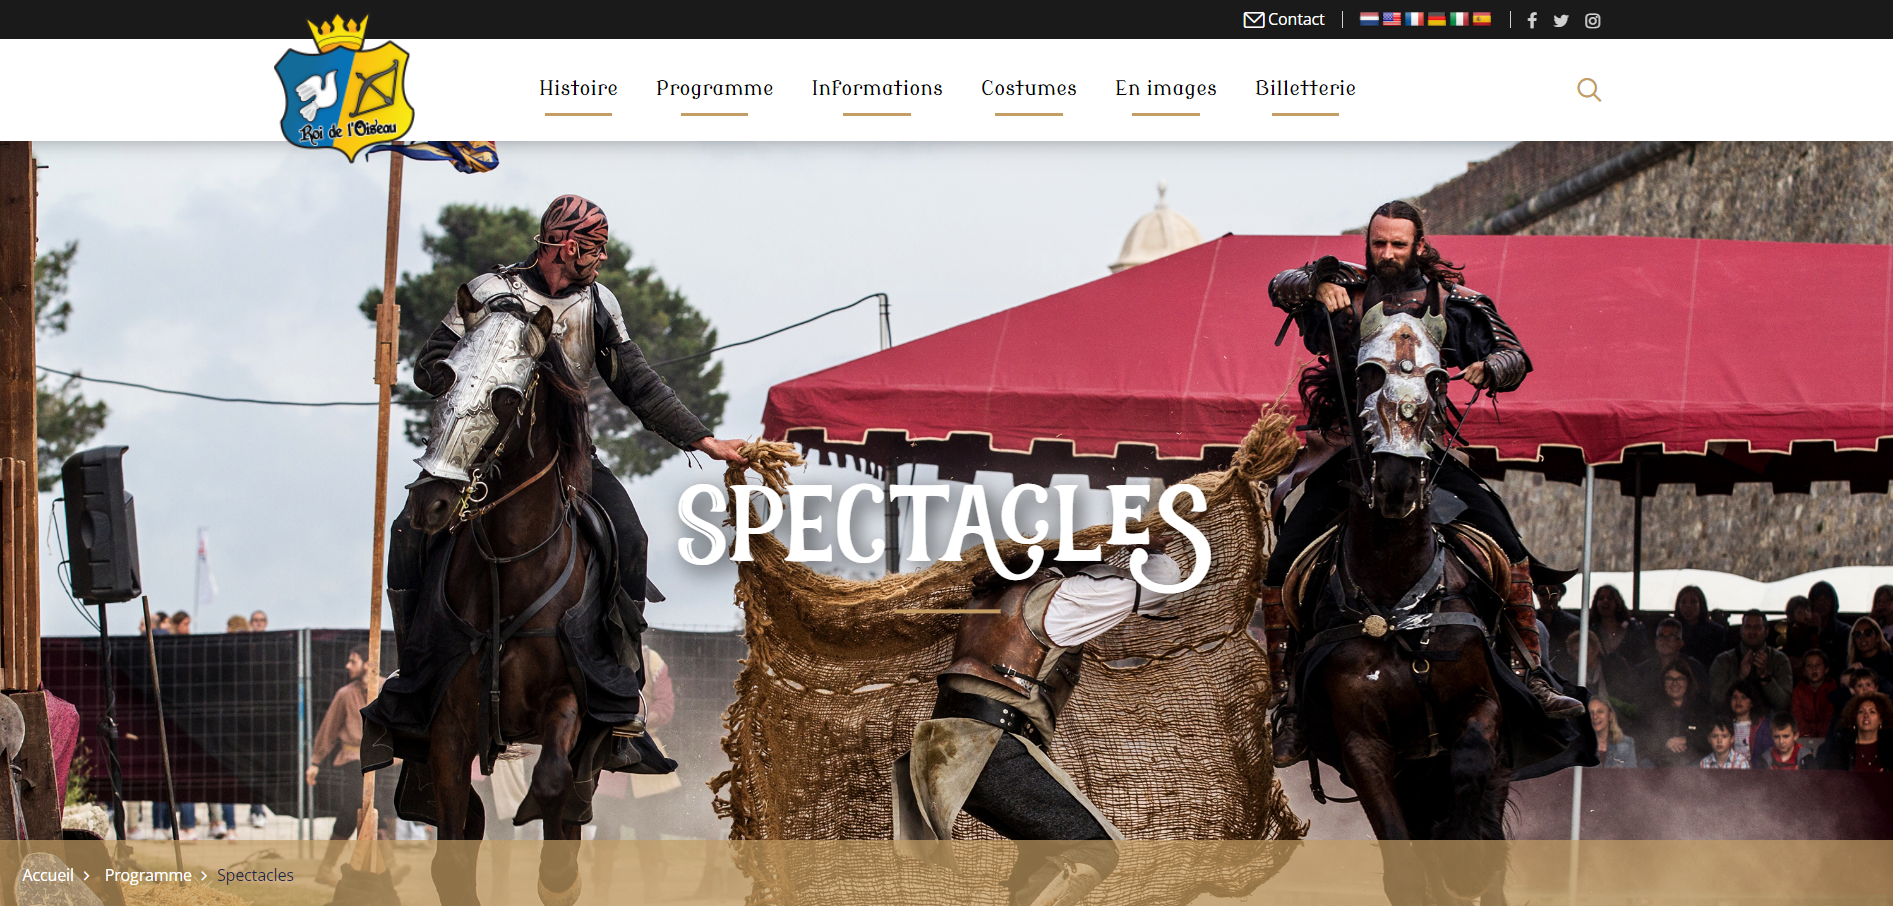 Contact
Roi de l'Oiseau
Histoire
Programme
Informations
Costumes
En images
Billetterie
SPECTACLES
Accueil
Programme
Spectacles